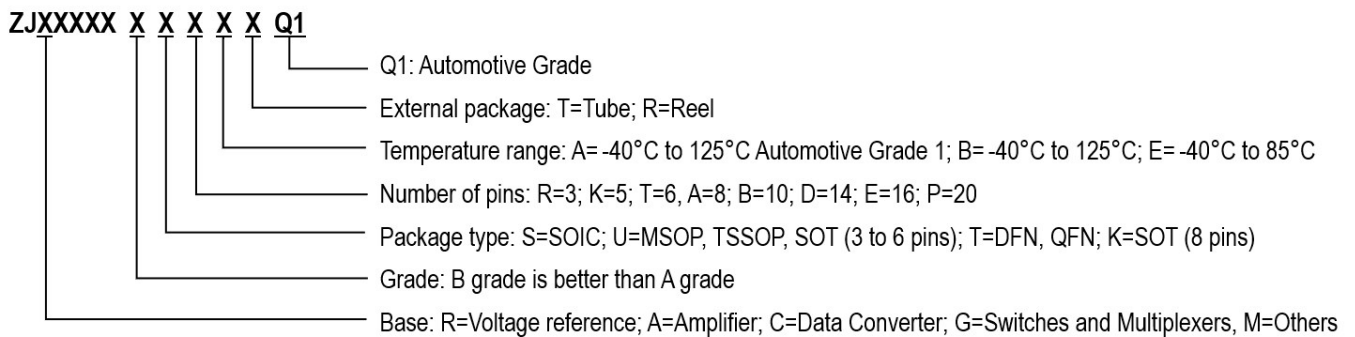 ZJXXXXX X X X X X Q1
Q1: Automotive Grade
External package: T=Tube; R=Reel
Temperature range: A= -40°C to 125°C Automotive Grade 1; B= -40°C to 125°C; E= -40°C to 85°C
Number of pins: R=3; K=5; T=6, A=8; B=10; D=14; E=16; P=20
Package type: S=SOIC; U=MSOP, TSSOP, SOT (3 to 6 pins); T=DFN, QFN; K=SOT (8 pins)
Grade: B grade is better than A grade
Base: R=Voltage reference; A=Amplifier; C=Data Converter; G=Switches and Multiplexers, M=Others